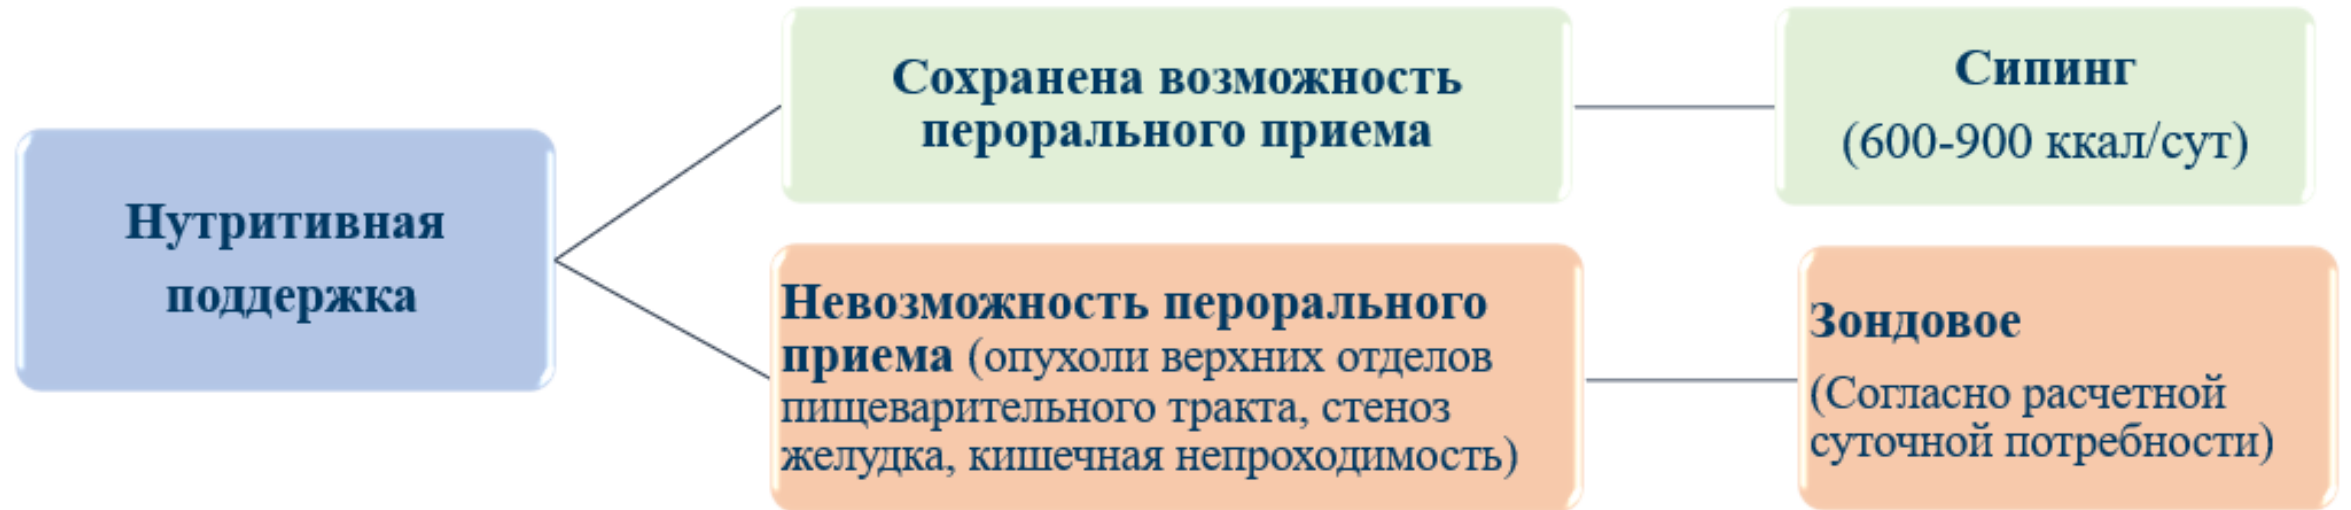 Нутритивная
поддержка
Сохранена возможность
перорального приема
Сипинг
(600-900 ккал/сут)
Невозможность перорального
приема (опухоли верхних отделов
пищеварительного тракта, стеноз
желудка, кишечная непроходимость)
Зондовое
(Согласно расчетной
суточной потребности)